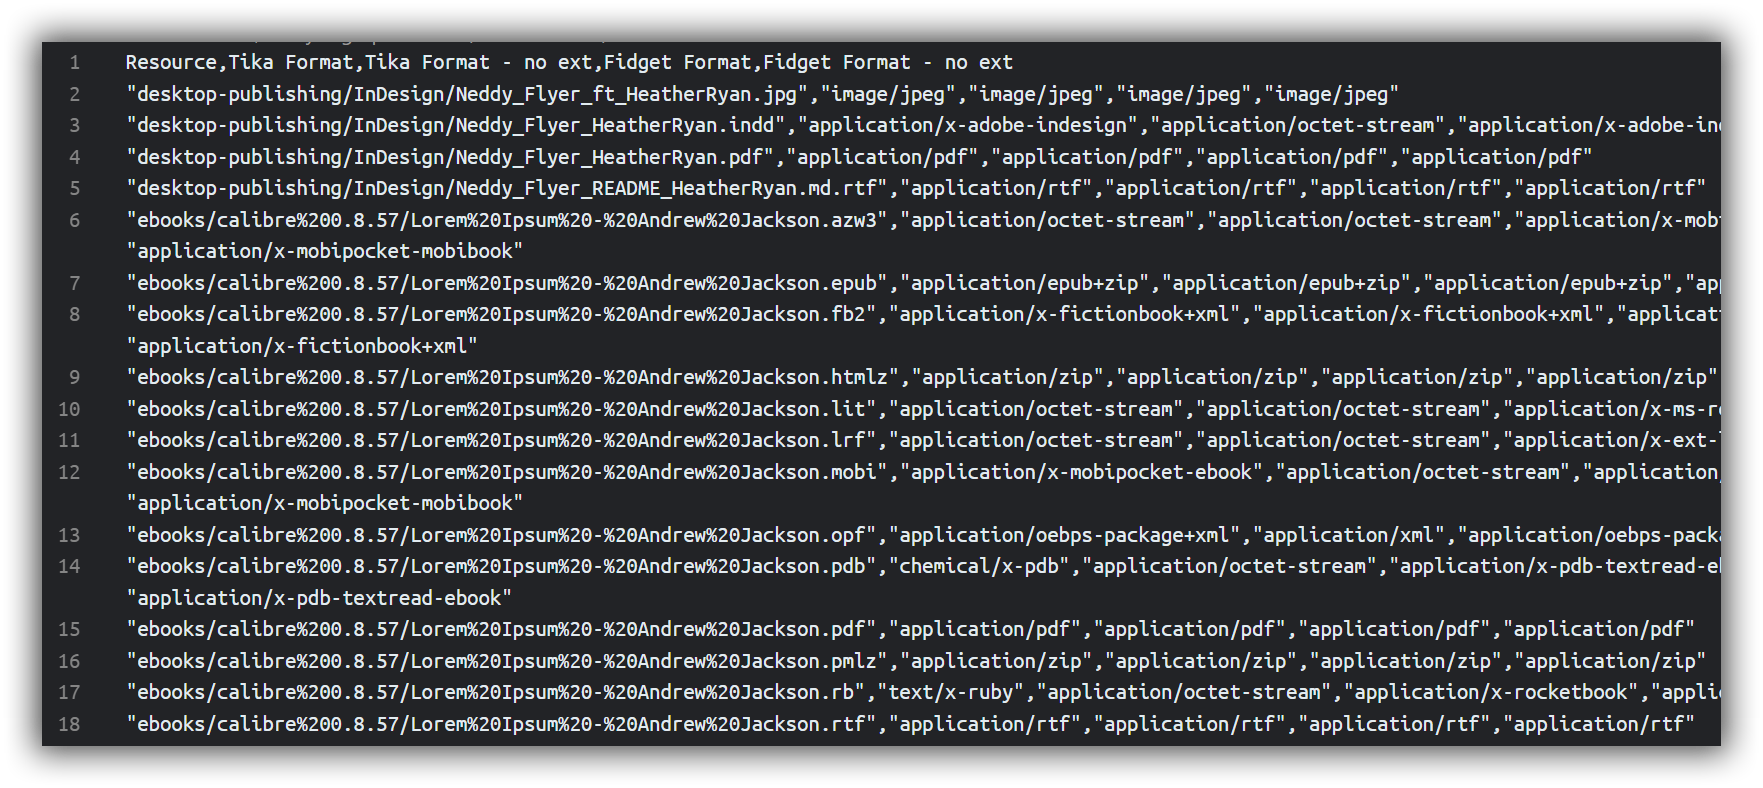 1 Resource,Tika Format,Tika Format - no ext,Fidget Format,Fidget Format - no ext
2 "desktop-publishing/InDesign/Neddy_Flyer_ft_HeatherRyan.jpg","image/jpeg","image/jpeg","image/jpeg","image/jpeg"
3 "desktop-publishing/InDesign/Neddy_Flyer_HeatherRyan.indd","application/x-adobe-indesign","application/octet-stream","application/x-adobe-in
4 "desktop-publishing/InDesign/Neddy_Flyer_HeatherRyan.pdf","application/pdf","application/pdf","application/pdf","application/pdf"
5 "desktop-publishing/InDesign/Neddy_Flyer_README_HeatherRyan.md.rtf","application/rtf","application/rtf","application/rtf","application/rtf"
6 "ebooks/calibre%200.8.57/Lorem%20Ipsum%20-%20Andrew%20Jackson.azw3","application/octet-stream","application/octet-stream","application/x-mob
"application/x-mobipocket-mobibook"
7 "ebooks/calibre%200.8.57/Lorem%20Ipsum%20-%20Andrew%20Jackson.epub","application/epub+zip","application/epub+zip","application/epub+zip","ap
8 "ebooks/calibre%200.8.57/Lorem%20Ipsum%20-%20Andrew%20Jackson.fb2","application/x-fictionbook+xml","application/x-fictionbook+xml","applicat
"application/x-fictionbook+xml"
9 "ebooks/calibre%200.8.57/Lorem%20Ipsum%20-%20Andrew%20Jackson.htmlz","application/zip","application/zip","application/zip","application/zip"
10 "ebooks/calibre%200.8.57/Lorem%20Ipsum%20-%20Andrew%20Jackson.lit","application/octet-stream","application/octet-stream","application/x-ms-r
11 "ebooks/calibre%200.8.57/Lorem%20Ipsum%20-%20Andrew%20Jackson.lrf","application/octet-stream","application/octet-stream","application/x-ext-
12 "ebooks/calibre%200.8.57/Lorem%20Ipsum%20-%20Andrew%20Jackson.mobi","application/x-mobipocket-ebook","application/octet-stream","application
"application/x-mobipocket-mobibook"
13 "ebooks/calibre%200.8.57/Lorem%20Ipsum%20-%20Andrew%20Jackson.opf","application/oebps-package+xml","application/xml","application/oebps-pack
14 "ebooks/calibre%200.8.57/Lorem%20Ipsum%20-%20Andrew%20Jackson.pdb","chemical/x-pdb","application/octet-stream","application/x-pdb-textread-e
"application/x-pdb-textread-ebook"
15 "ebooks/calibre%200.8.57/Lorem%20Ipsum%20-%20Andrew%20Jackson.pdf","application/pdf","application/pdf","application/pdf","application/pdf"
16 "ebooks/calibre%200.8.57/Lorem%20Ipsum%20-%20Andrew%20Jackson.pmlz","application/zip","application/zip","application/zip","application/zip"
17 "ebooks/calibre%200.8.57/Lorem%20Ipsum%20-%20Andrew%20Jackson.rb","text/x-ruby","application/octet-stream","application/x-rocketbook","appli
18 "ebooks/calibre%200.8.57/Lorem%20Ipsum%20-%20Andrew%20Jackson.rtf","application/rtf","application/rtf","application/rtf","application/rtf"